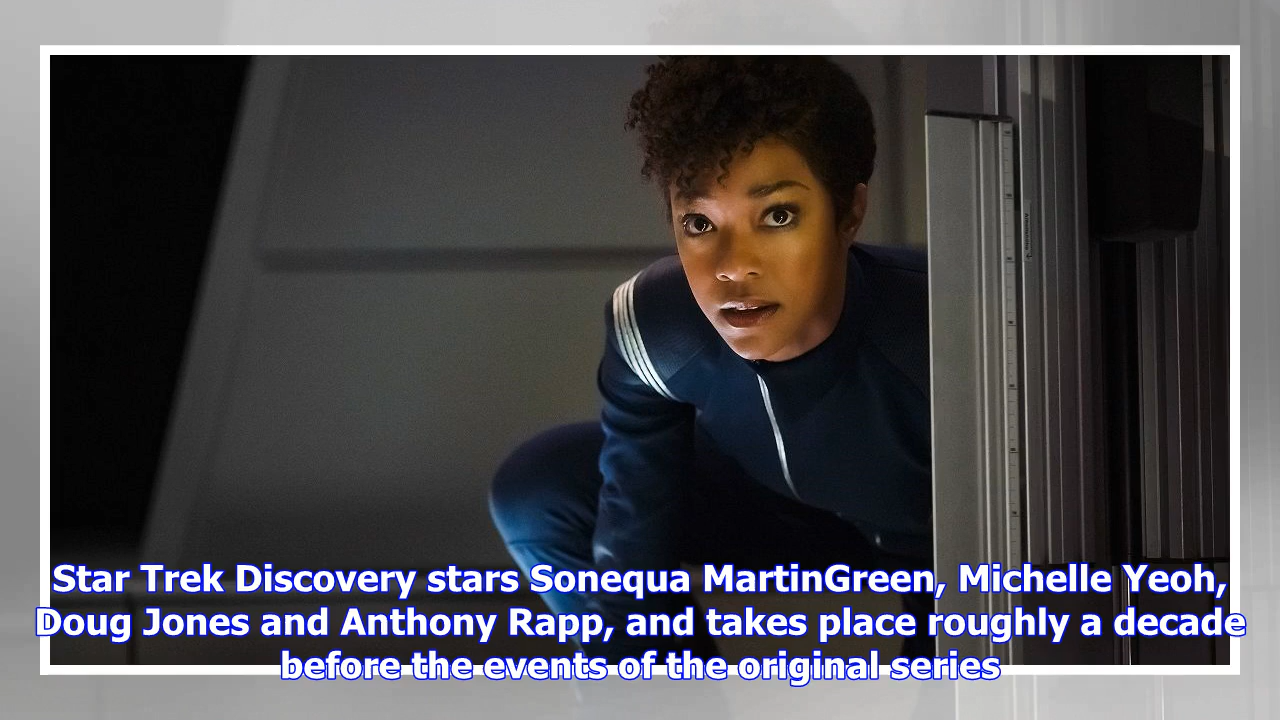 Star Trek Discovery stars Sonequa MartinGreen, Michelle Yeoh,
Doug Jones and Anthony Rapp, and takes place roughly a decade
before the events of the original series